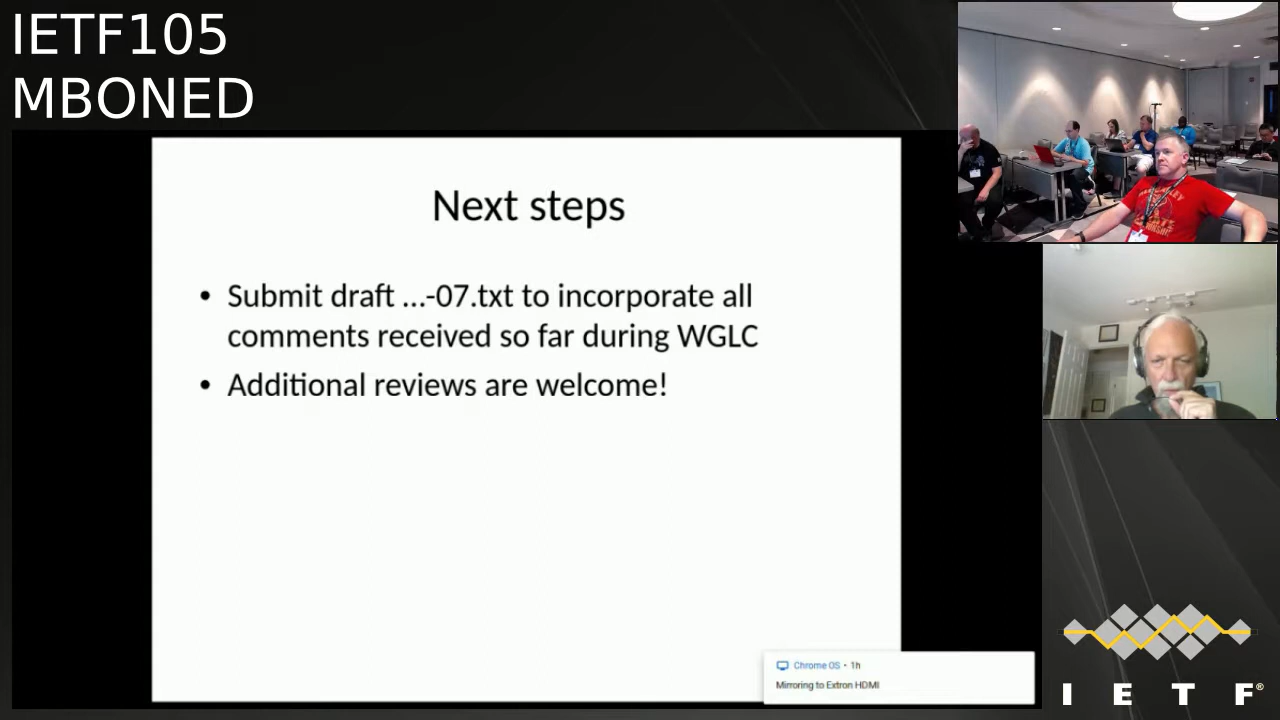 IETF105
MBONED
Next steps
• Submit draft ...-07.txt to incorporate all
comments received so far during WGLC
• Additional reviews are welcome!
Chrome OS • 1h
Mirroring to Extron HDMI
I E T F®